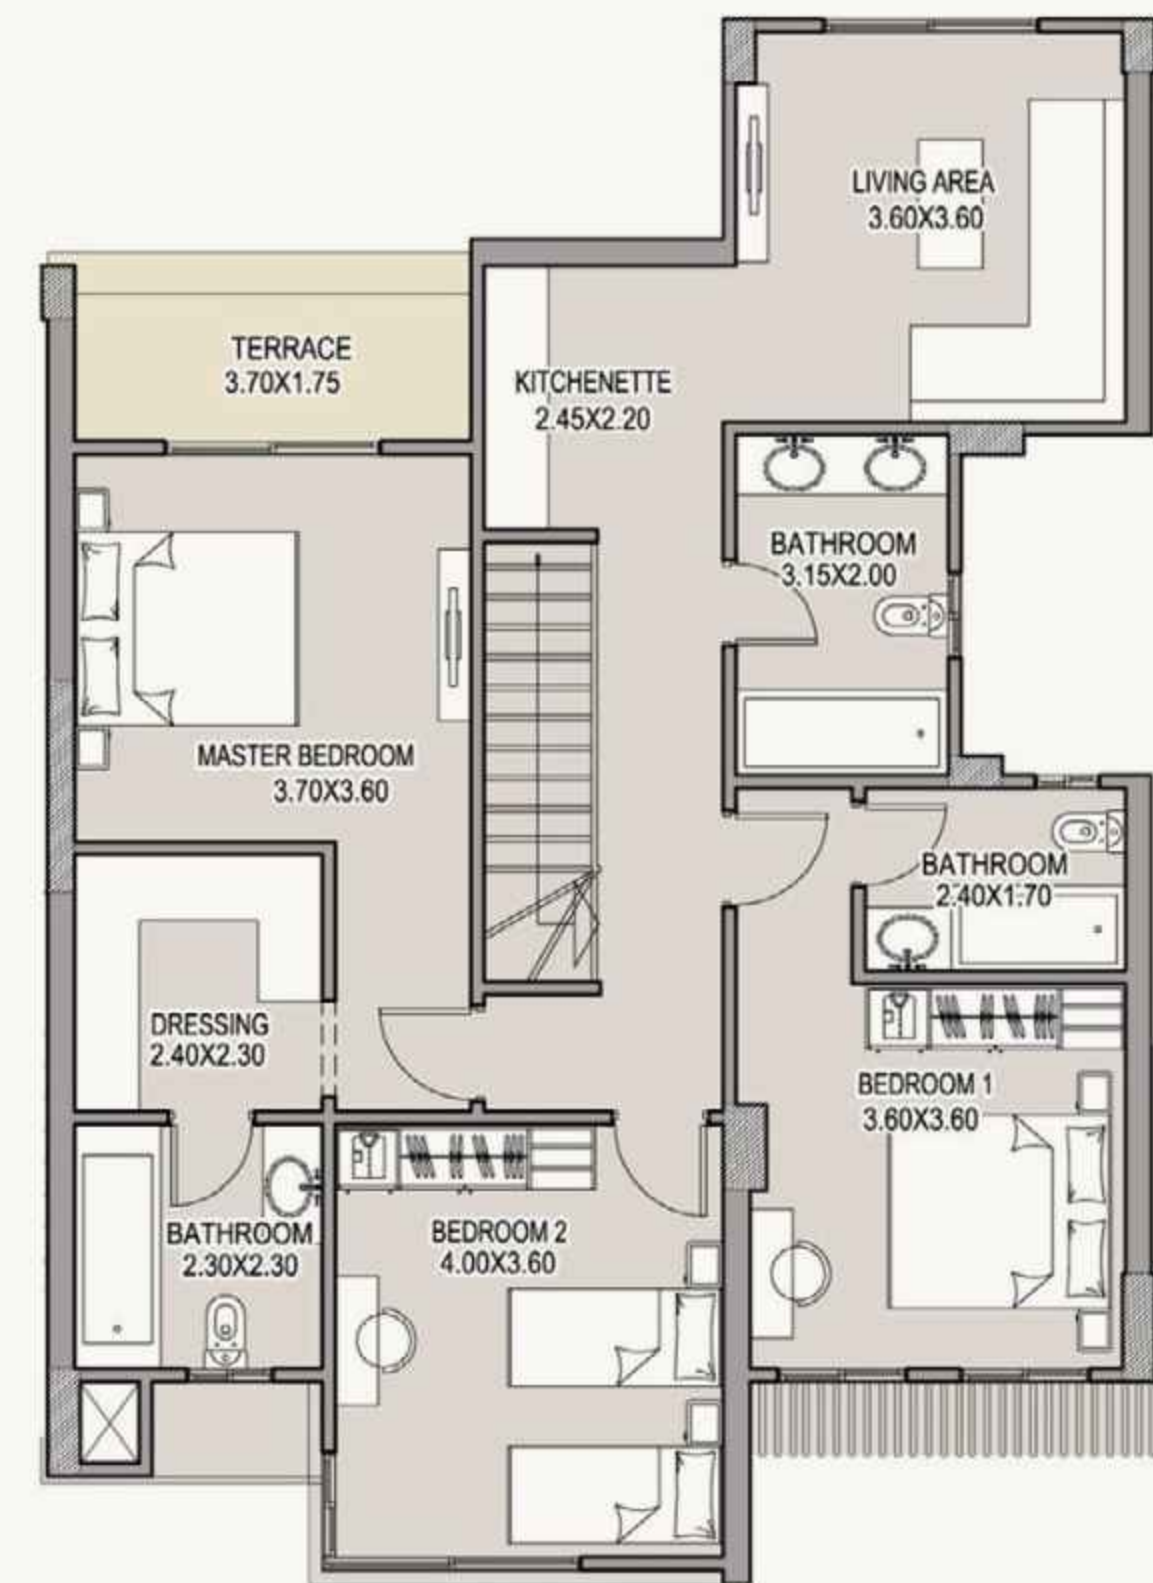 LIVING AREA
3.60X3.60
TERRACE
3.70X1.75
KITCHENETTE
2.45X2.20
BATHROOM
3.15X2.00
MASTER BEDROOM
3.70X3.60
BATHROOM
2.40X1.70
DRESSING
2.40X2.30
BEDROOM 1
3.60X3.60
BATHROOM
2.30X2.30
BEDROOM 2
4.00X3.60